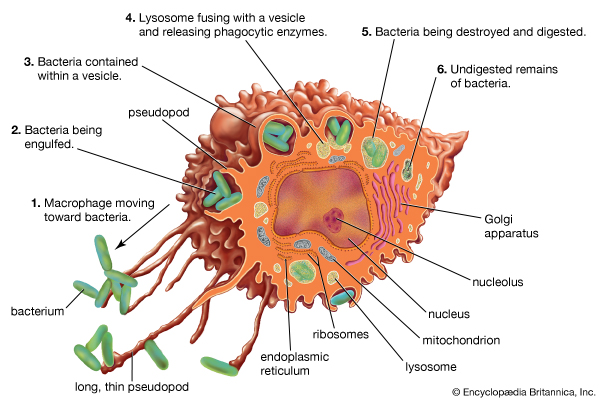 4. Lysosome fusing with a vesicle
and releasing phagocytic enzymes.
5. Bacteria being destroyed and digested.
3. Bacteria contained
within a vesicle.
6. Undigested remains
of bacteria.
pseudopod
2. Bacteria being
engulfed.
1. Macrophage moving
toward bacteria.
Golgi
apparatus
nucleolus
bacterium
nucleus
ribosomes
mitochondrion
endoplasmic
reticulum
lysosome
long, thin pseudopod
© Encyclopædia Britannica, Inc.